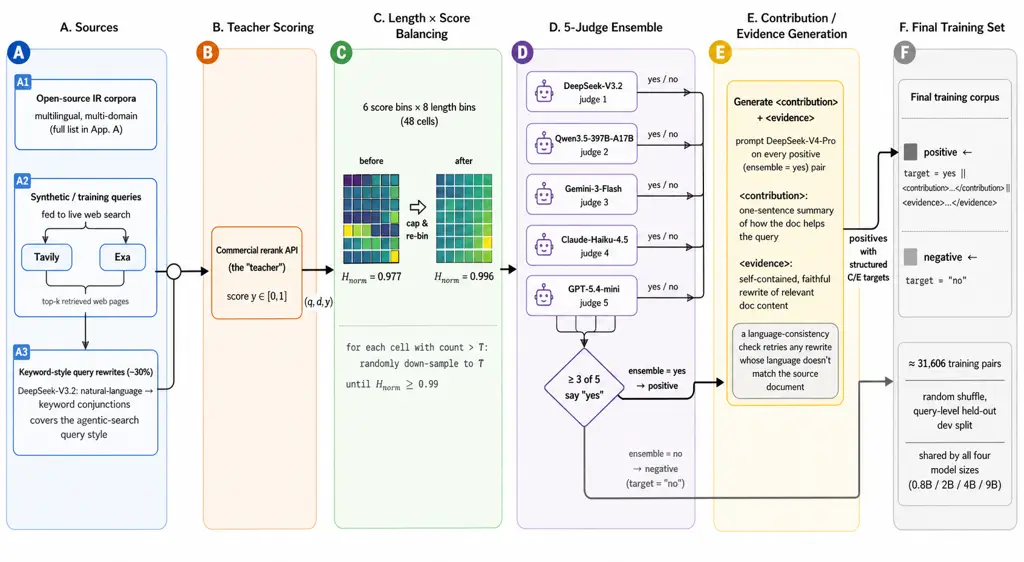 A. Sources
B. Teacher Scoring
C. Length × Score
Balancing
D. 5-Judge Ensemble
E. Contribution /
Evidence Generation
F. Final Training Set
A
A1
Open-source IR corpora
multilingual, multi-domain
(full list in App. A)
A2
Synthetic / training queries
fed to live web search
Tavily
Exa
top-k retrieved web pages
A3
Keyword-style query rewrites (~30%)
DeepSeek-V3.2: natural-language →
keyword conjunctions
covers the agentic-search
query style
B
Commercial rerank API
(the "teacher")
score y ∈ [0,1]
(q, d, y)
C
6 score bins × 8 length bins
(48 cells)
before
after
cap &
re-bin
H_norm = 0.977
H_norm = 0.996
for each cell with count > T:
randomly down-sample to T
until H_norm ≥ 0.99
D
DeepSeek-V3.2
judge 1
yes / no
Qwen3.5-397B-A17B
judge 2
yes / no
Gemini-3-Flash
judge 3
yes / no
Claude-Haiku-4.5
judge 4
yes / no
GPT-5.4-mini
judge 5
yes / no
≥ 3 of 5
say "yes"
ensemble = yes
→ positive
ensemble = no
→ negative
(target = "no")
E
Generate <contribution>
+ <evidence>
prompt DeepSeek-V4-Pro
on every positive
(ensemble = yes) pair
<contribution>:
one-sentence summary
of how the doc helps
the query
<evidence>:
self-contained, faithful
rewrite of relevant
doc content
a language-consistency
check retries any rewrite
whose language doesn't
match the source
document
positives
with
structured
C/E targets
F
Final training corpus
positive ←
target = yes ||
<contribution>...</contribution> ||
<evidence>...</evidence>
negative ←
target = "no"
≈ 31,606 training pairs
random shuffle,
query-level held-out
dev split
shared by all four
model sizes
(0.8B / 2B / 4B / 9B)